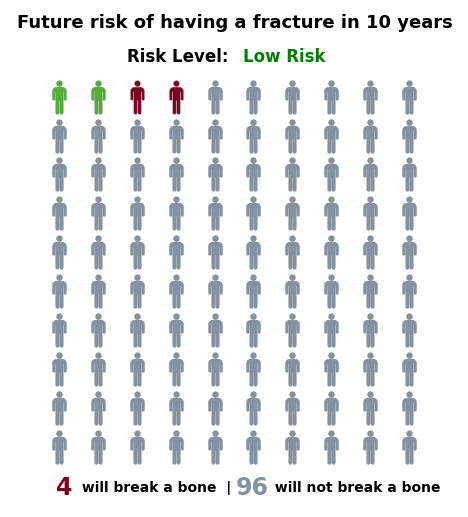 Future risk of having a fracture in 10 years
Risk Level: Low Risk
4 will break a bone | 96 will not break a bone